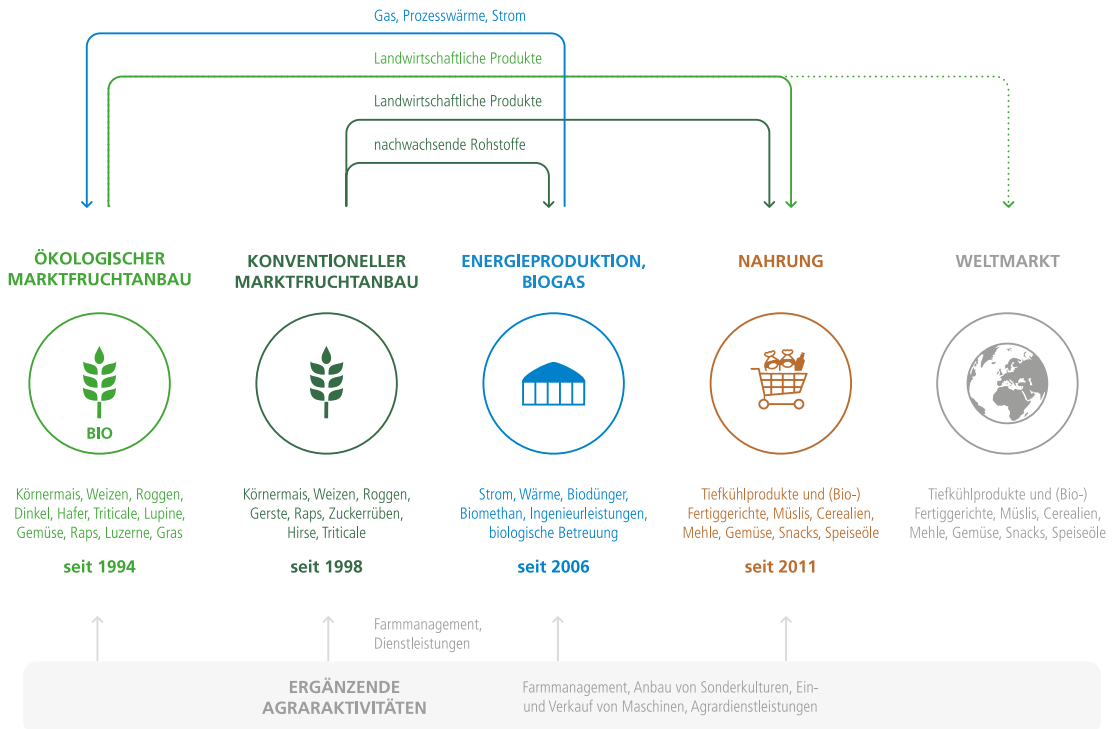 Gas, Prozesswärme, Strom
Landwirtschaftliche Produkte
Landwirtschaftliche Produkte
nachwachsende Rohstoffe
ÖKOLOGISCHER
MARKTFRUCHTANBAU
BIO
Körnermais, Weizen, Roggen,
Dinkel, Hafer, Triticale, Lupine,
Gemüse, Raps, Luzerne, Gras
seit 1994
KONVENTIONELLER
MARKTFRUCHTANBAU
Körnermais, Weizen, Roggen,
Gerste, Raps, Zuckerrüben,
Hirse, Triticale
seit 1998
ENERGIEPRODUKTION,
BIOGAS
Strom, Wärme, Biodünger,
Biomethan, Ingenieurleistungen,
biologische Betreuung
seit 2006
NAHRUNG
Tiefkühlprodukte und (Bio-)
Fertiggerichte, Müslis, Cerealien,
Mehle, Gemüse, Snacks, Speiseöle
seit 2011
WELTMARKT
Tiefkühlprodukte und (Bio-)
Fertiggerichte, Müslis, Cerealien,
Mehle, Gemüse, Snacks, Speiseöle
Farmmanagement,
Dienstleistungen
ERGÄNZENDE
AGRARAKTIVITÄTEN
Farmmanagement, Anbau von Sonderkulturen, Ein-
und Verkauf von Maschinen, Agrardienstleistungen